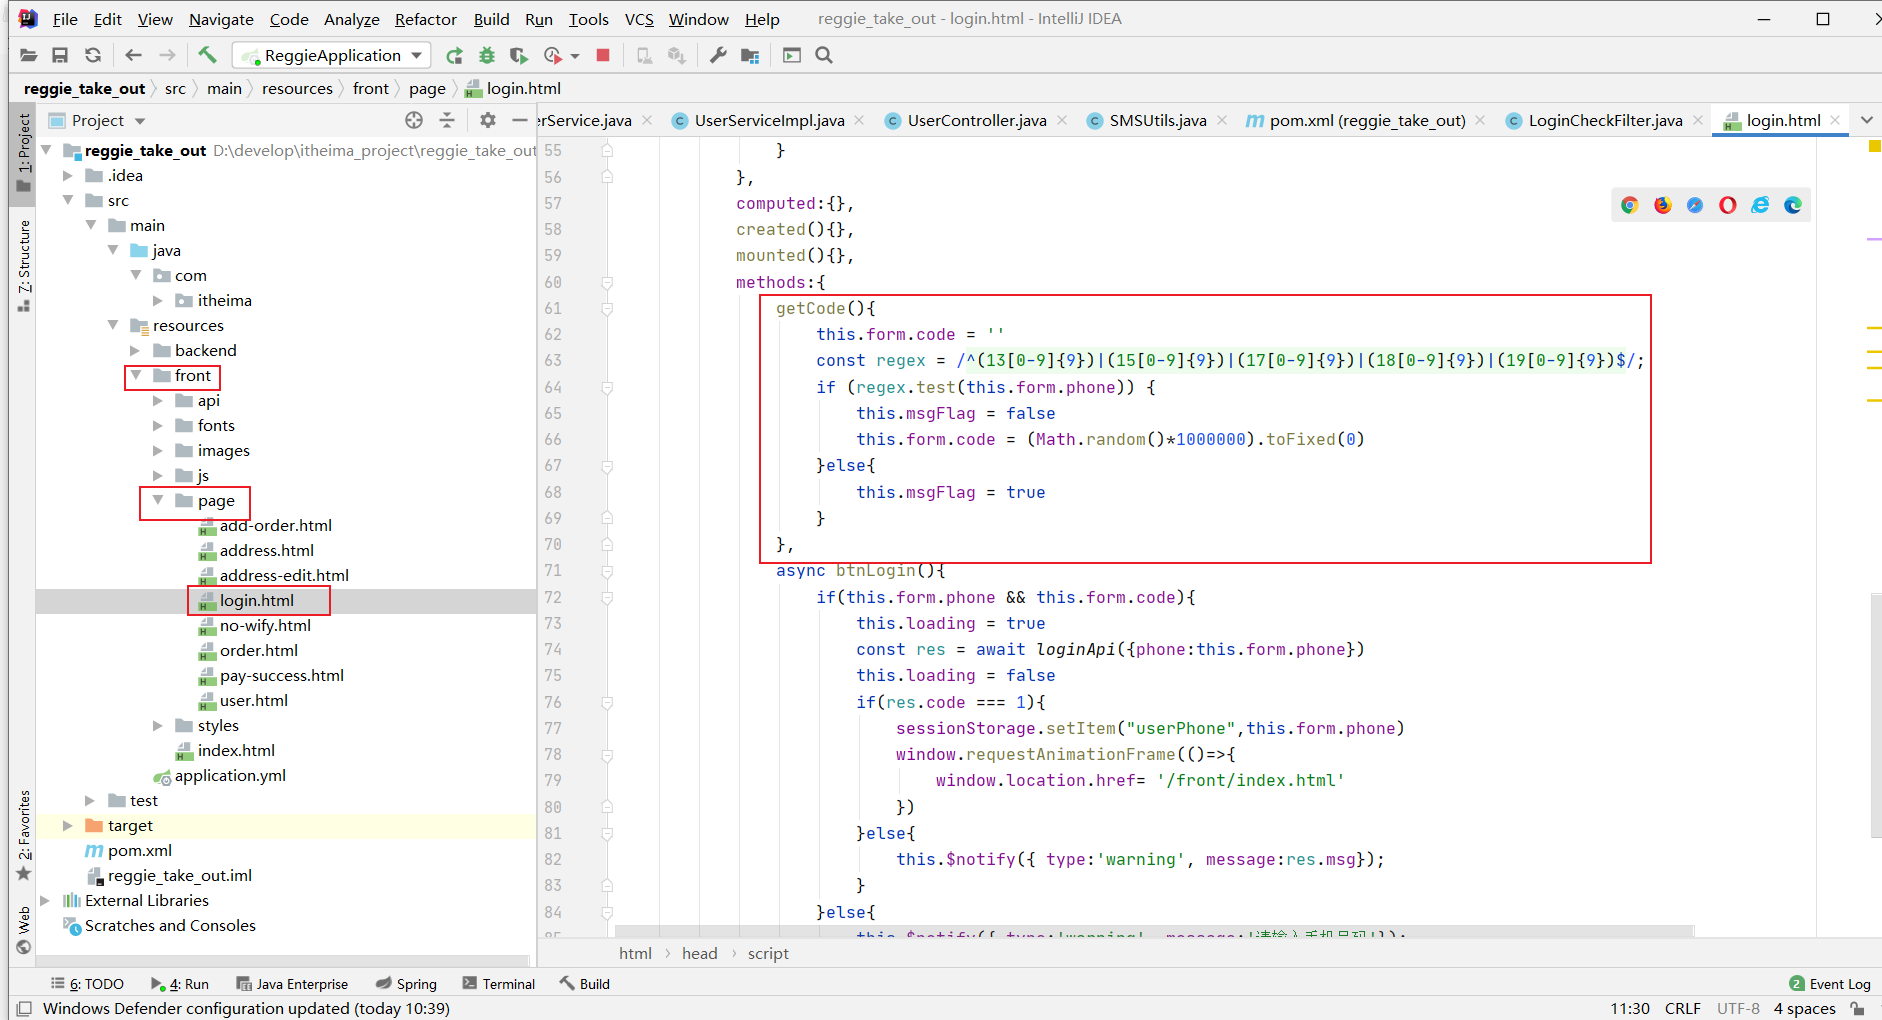 File Edit View Navigate Code Analyze Refactor Build Run Tools VCS Window Help reggie_take_out - login.html - IntelliJ IDEA
ReggieApplication
reggie_take_out src main resources front page login.html
1: Project
Z: Structure
2: Favorites
Web
Project
erService.java UserServiceImpl.java UserController.java SMSUtils.java pom.xml (reggie_take_out) LoginCheckFilter.java login.html
reggie_take_out D:\develop\itheima_project\reggie_take_out
.idea
src
main
java
com
itheima
resources
backend
front
api
fonts
images
js
page
add-order.html
address.html
address-edit.html
login.html
no-wify.html
order.html
pay-success.html
user.html
styles
index.html
application.yml
test
target
pom.xml
reggie_take_out.iml
External Libraries
Scratches and Consoles
55 }
56 },
57 computed:{},
58 created(){},
59 mounted(){},
60 methods:{
61 getCode(){
62 this.form.code = ''
63 const regex = /^(13[0-9]{9})|(15[0-9]{9})|(17[0-9]{9})|(18[0-9]{9})|(19[0-9]{9})$/;
64 if (regex.test(this.form.phone)) {
65 this.msgFlag = false
66 this.form.code = (Math.random()*1000000).toFixed(0)
67 }else{
68 this.msgFlag = true
69 }
70 },
71 async btnLogin(){
72 if(this.form.phone && this.form.code){
73 this.loading = true
74 const res = await loginApi({phone:this.form.phone})
75 this.loading = false
76 if(res.code === 1){
77 sessionStorage.setItem("userPhone",this.form.phone)
78 window.requestAnimationFrame(()=>{
79 window.location.href= '/front/index.html'
80 })
81 }else{
82 this.$notify({ type:'warning', message:res.msg});
83 }
84 }else{
85 this.$notify({ type:'warning', message:'请输入手机号码'});
html head script
6: TODO 4: Run Java Enterprise Spring Terminal Build 2 Event Log
Windows Defender configuration updated (today 10:39) 11:30 CRLF UTF-8 4 spaces